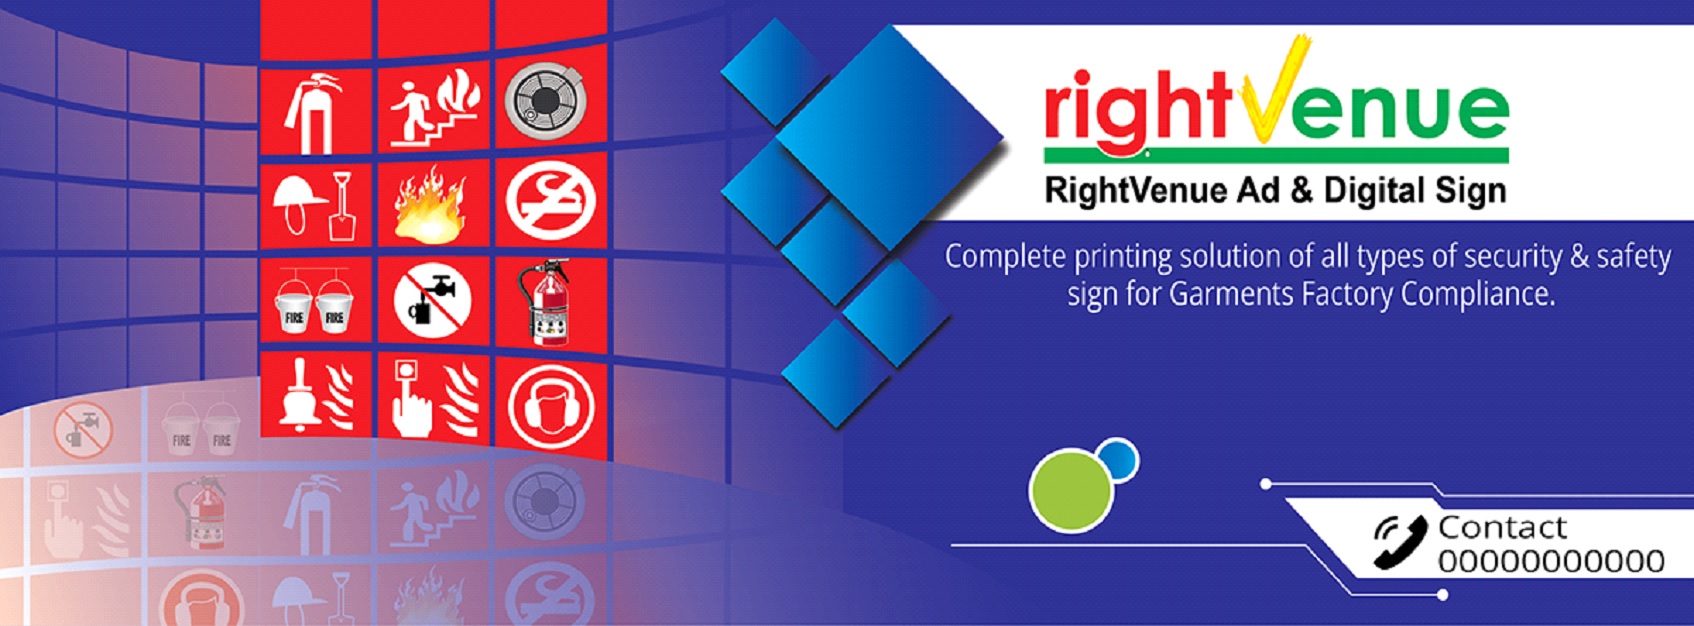 rightVenue
RightVenue Ad & Digital Sign
Complete printing solution of all types of security & safety
sign for Garments Factory Compliance.
FIRE FIRE
FIRE FIRE
Contact
00000000000